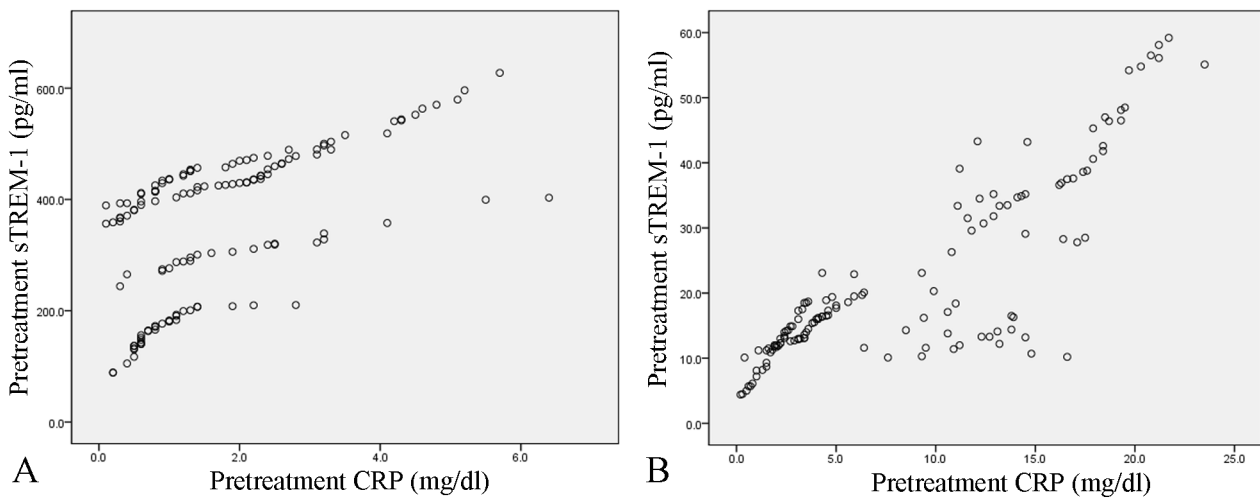 Pretreatment sTREM-1 (pg/ml)
600.0
400.0
200.0
0.0
0.0 2.0 4.0 6.0
Pretreatment CRP (mg/dl)
A
Pretreatment sTREM-1 (pg/ml)
60.0
50.0
40.0
30.0
20.0
10.0
0.0
0.0 5.0 10.0 15.0 20.0 25.0
Pretreatment CRP (mg/dl)
B